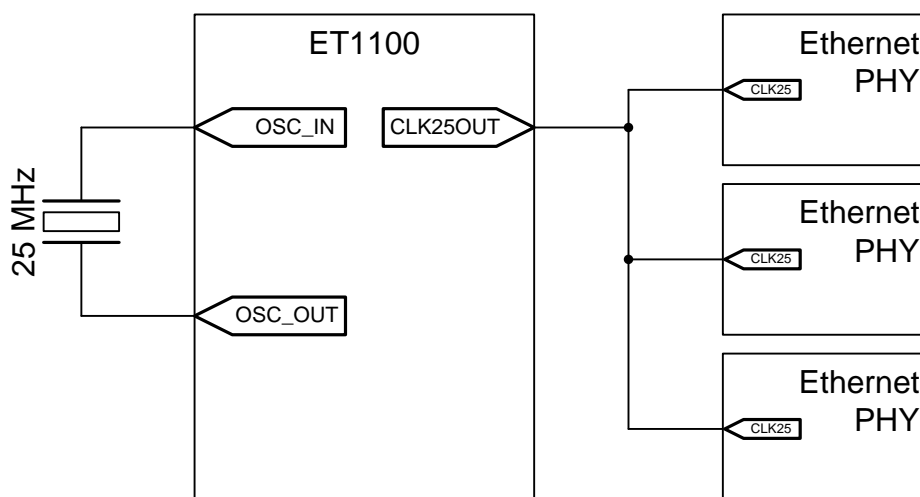 ET1100
OSC_IN
CLK25OUT
25 MHz
OSC_OUT
Ethernet
PHY
CLK25
Ethernet
PHY
CLK25
Ethernet
PHY
CLK25